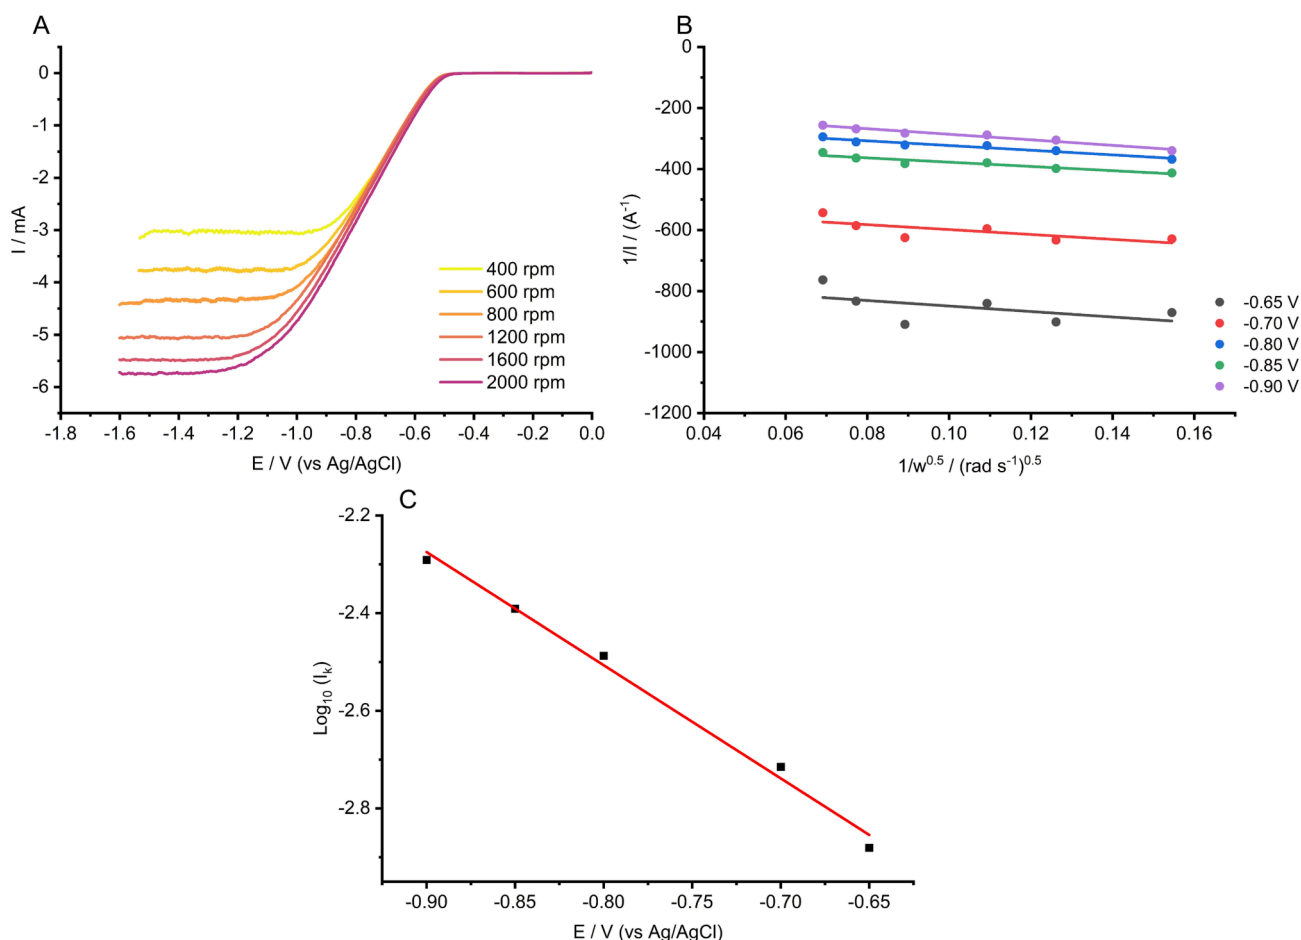 A
0
-1
-2
-3
-4
-5
-6
I / mA
400 rpm
600 rpm
800 rpm
1200 rpm
1600 rpm
2000 rpm
-1.8 -1.6 -1.4 -1.2 -1.0 -0.8 -0.6 -0.4 -0.2 0.0
E / V (vs Ag/AgCl)
B
0
-200
-400
-600
-800
-1000
-1200
1/I / (A⁻¹)
-0.65 V
-0.70 V
-0.80 V
-0.85 V
-0.90 V
0.04 0.06 0.08 0.10 0.12 0.14 0.16
1/w⁰·⁵ / (rad s⁻¹)⁰·⁵
C
-2.2
-2.4
-2.6
-2.8
Log₁₀ (Iₖ)
-0.90 -0.85 -0.80 -0.75 -0.70 -0.65
E / V (vs Ag/AgCl)